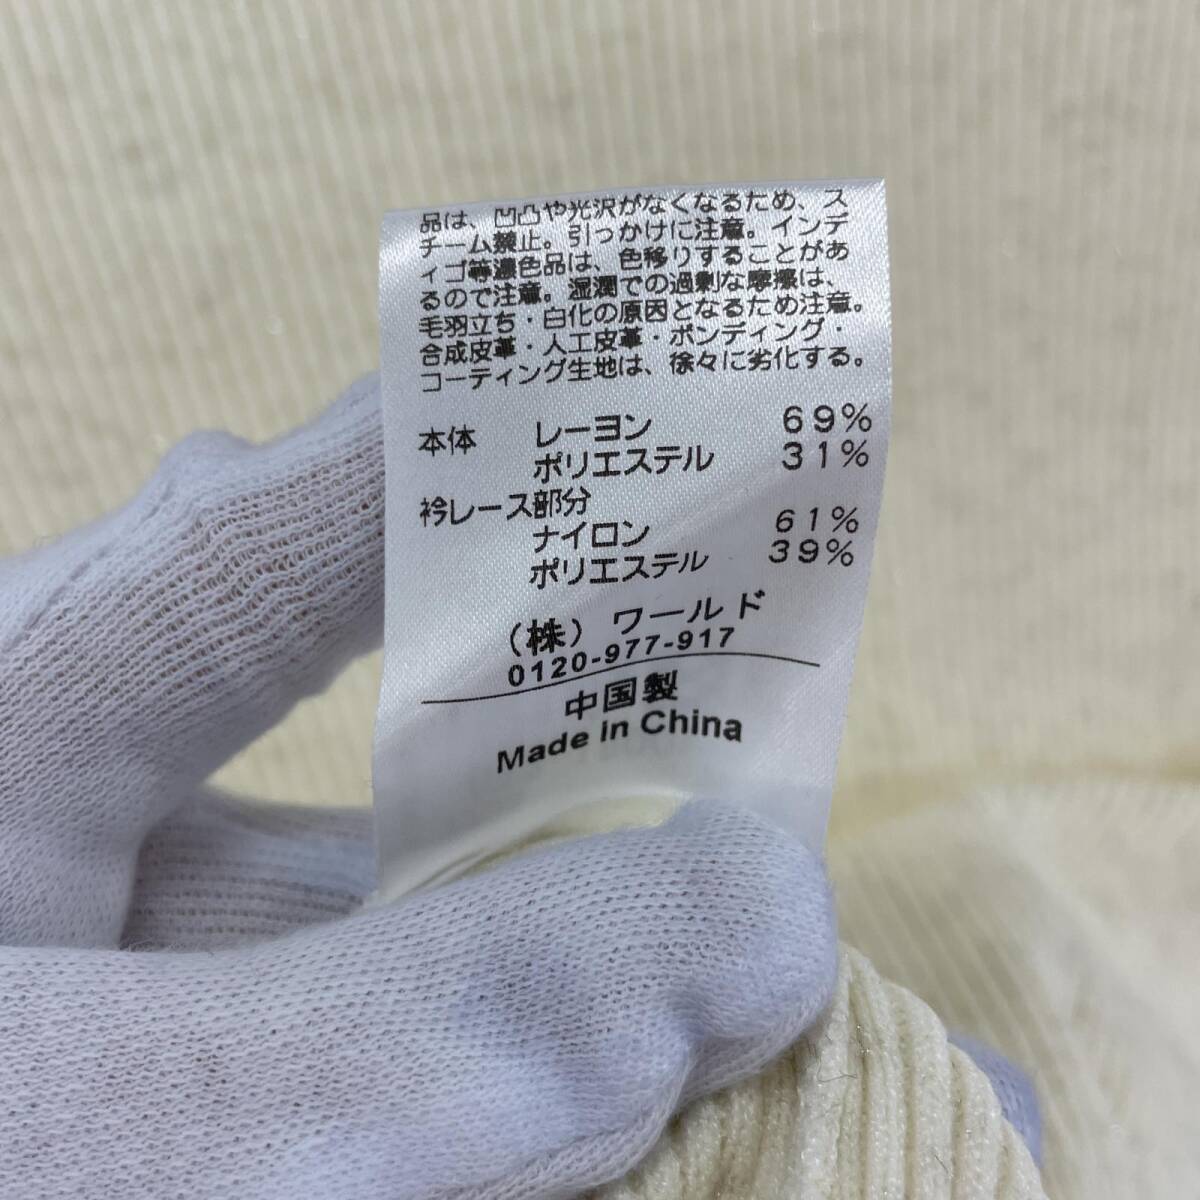 品は、凹凸や光沢がなくなるため、ス
チーム禁止。引っかけに注意。インデ
ィゴ等濃色品は、色移りすることがあ
るので注意。湿潤での過剰な摩擦は、
毛羽立ち・白化の原因となるため注意。
合成皮革・人工皮革・ボンディング・
コーティング生地は、徐々に劣化する。
本体 レーヨン 69%
ポリエステル 31%
衿レース部分
ナイロン 61%
ポリエステル 39%
（株）ワールド
0120-977-917
中国製
Made in China